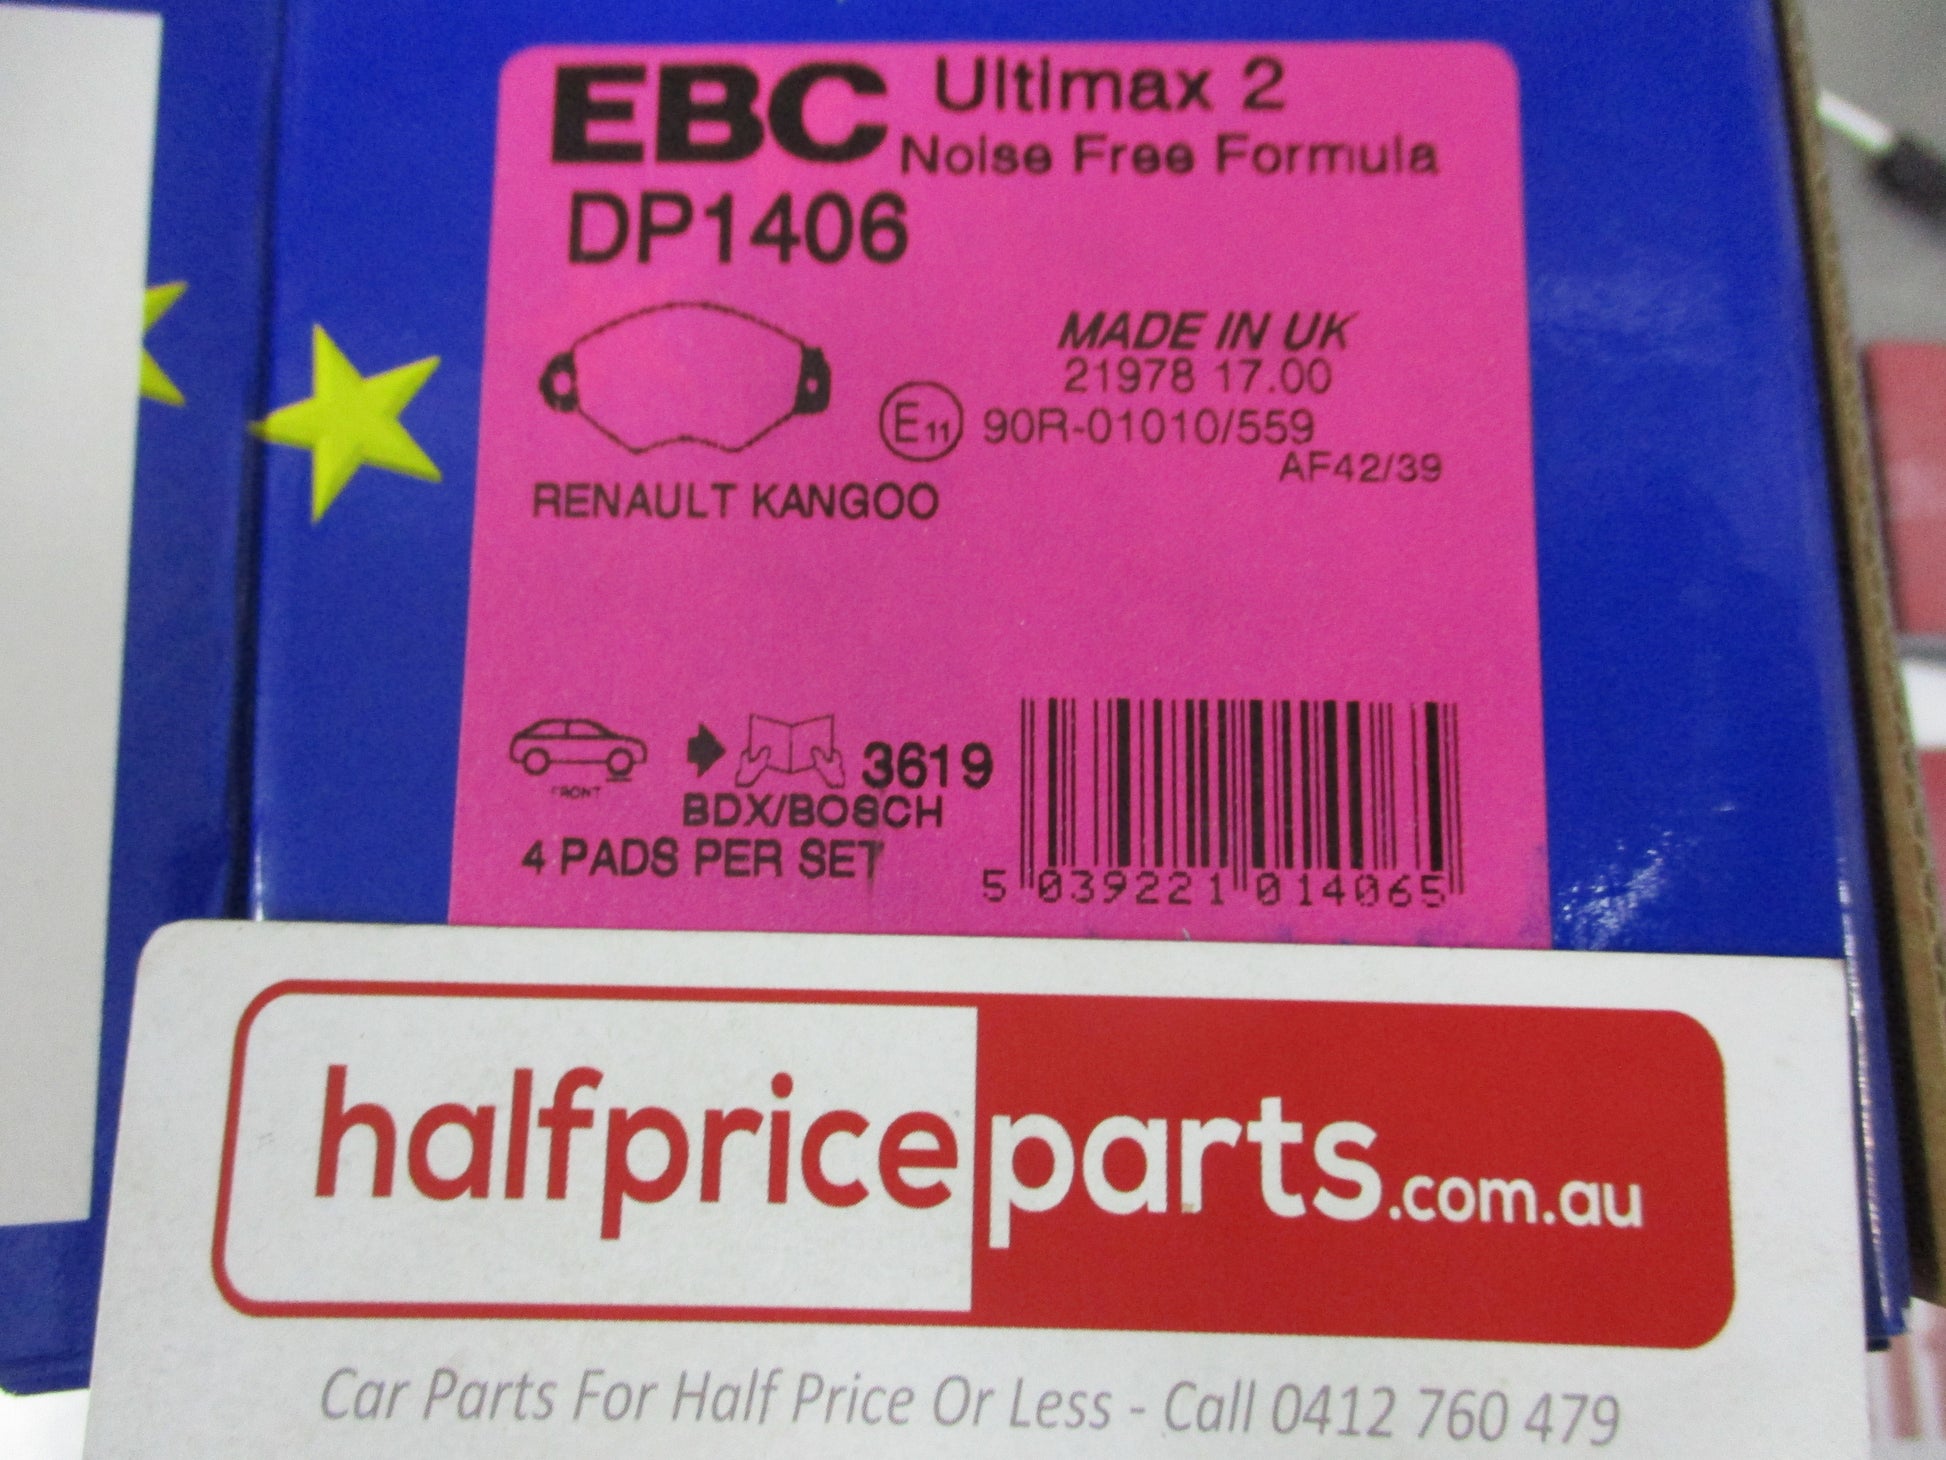 EBC Ultimax 2
Noise Free Formula
DP1406
MADE IN UK
21978 17.00
E11 90R-01010/559
AF42/39
RENAULT KANGOO
FRONT
3619
BDX/BOSCH
4 PADS PER SET
5 039221 014065
halfpriceparts.com.au
Car Parts For Half Price Or Less - Call 0412 760 479